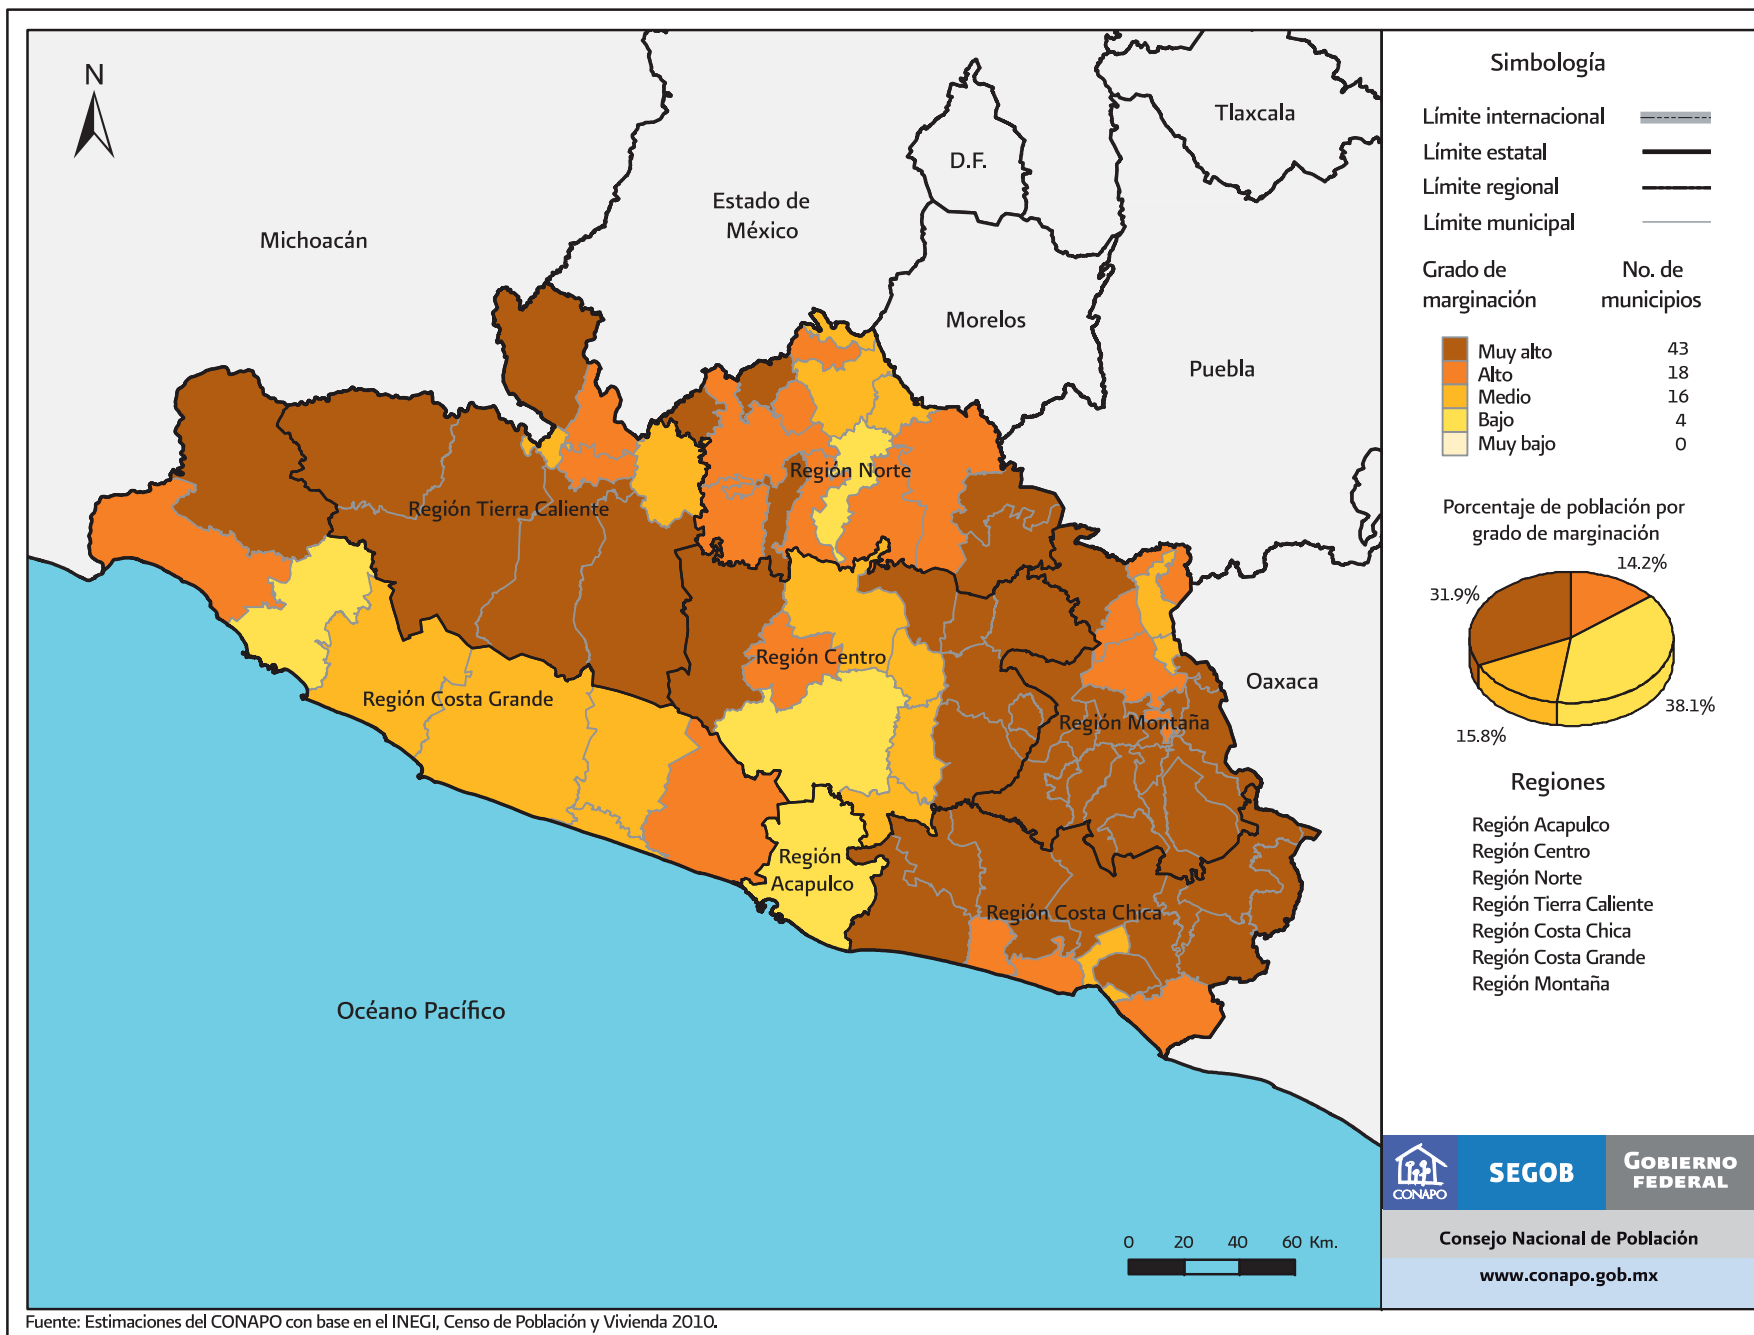 N
Michoacán
Estado de
México
D.F.
Tlaxcala
Morelos
Puebla
Oaxaca
Región Norte
Región Tierra Caliente
Región Centro
Región Costa Grande
Región Montaña
Región
Acapulco
Región Costa Chica
Océano Pacífico
0 20 40 60 Km.
Simbología
Límite internacional
Límite estatal
Límite regional
Límite municipal
Grado de
marginación
No. de
municipios
Muy alto 43
Alto 18
Medio 16
Bajo 4
Muy bajo 0
Porcentaje de población por
grado de marginación
14.2%
31.9%
38.1%
15.8%
Regiones
Región Acapulco
Región Centro
Región Norte
Región Tierra Caliente
Región Costa Chica
Región Costa Grande
Región Montaña
CONAPO
SEGOB
GOBIERNO
FEDERAL
Consejo Nacional de Población
www.conapo.gob.mx
Fuente: Estimaciones del CONAPO con base en el INEGI, Censo de Población y Vivienda 2010.